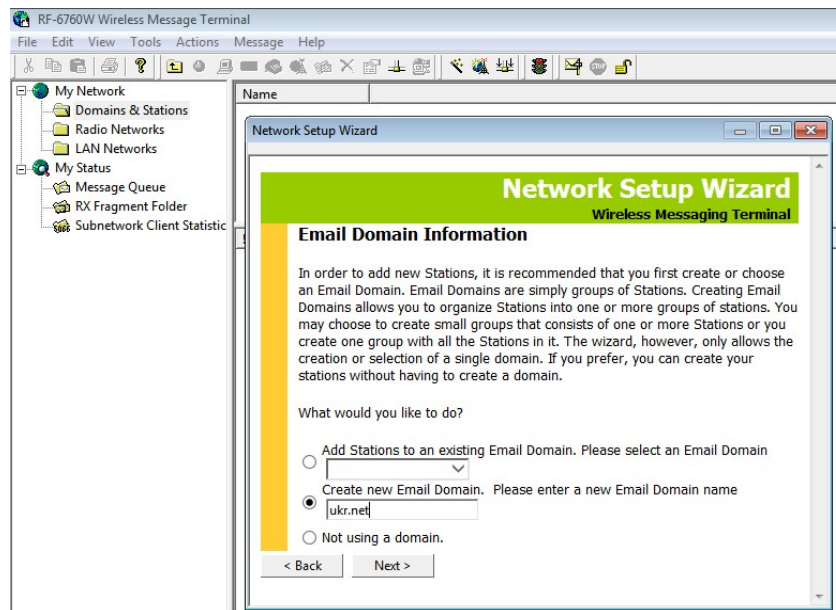 RF-6760W Wireless Message Terminal
File Edit View Tools Actions Message Help
My Network
Domains & Stations
Radio Networks
LAN Networks
My Status
Message Queue
RX Fragment Folder
Subnetwork Client Statistic
Name
Network Setup Wizard
Network Setup Wizard
Wireless Messaging Terminal
Email Domain Information
In order to add new Stations, it is recommended that you first create or choose
an Email Domain. Email Domains are simply groups of Stations. Creating Email
Domains allows you to organize Stations into one or more groups of stations. You
may choose to create small groups that consists of one or more Stations or you
create one group with all the Stations in it. The wizard, however, only allows the
creation or selection of a single domain. If you prefer, you can create your
stations without having to create a domain.
What would you like to do?
Add Stations to an existing Email Domain. Please select an Email Domain
Create new Email Domain. Please enter a new Email Domain name
ukr.net
Not using a domain.
< Back Next >